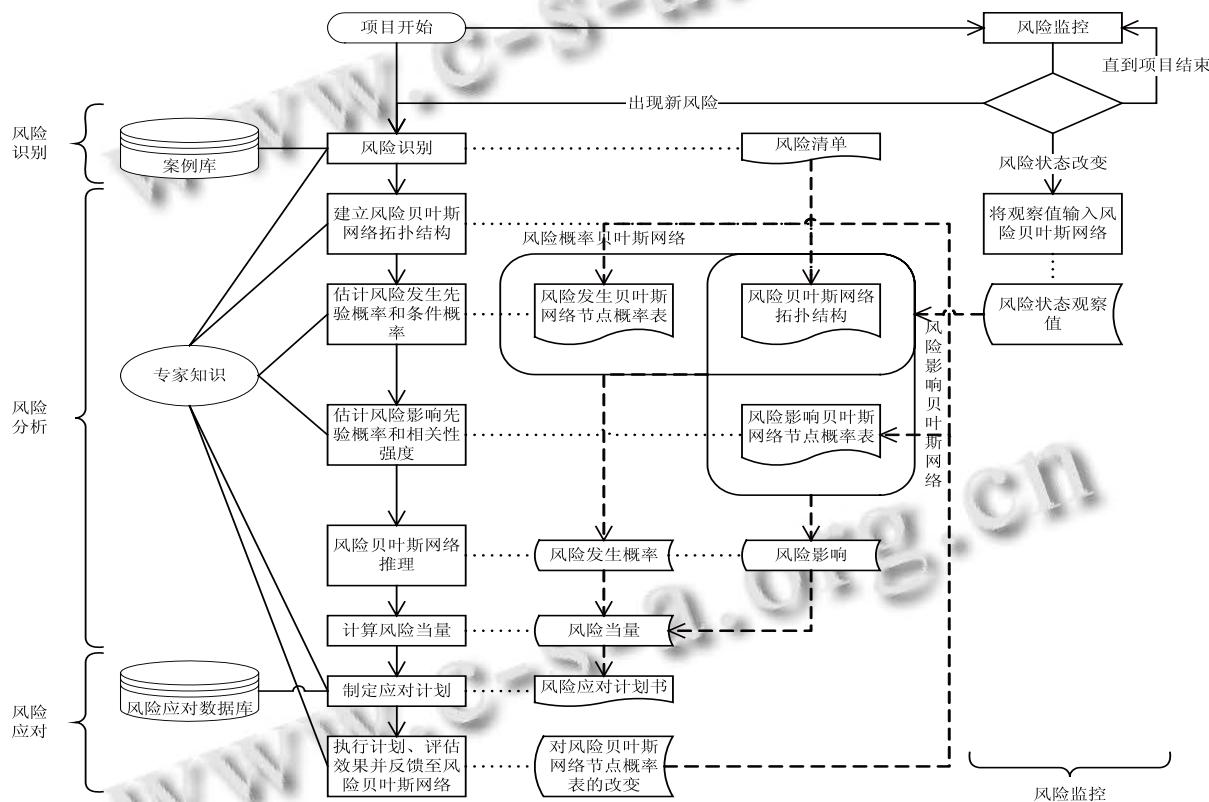 项目开始
风险监控
直到项目结束
出现新风险
风险
识别
案例库
风险识别
风险清单
风险状态改变
建立风险贝叶斯
网络拓扑结构
将观察值输入风
险贝叶斯网络
风险概率贝叶斯网络
估计风险发生先
验概率和条件概
率
风险发生贝叶斯
网络节点概率表
风险贝叶斯网络
拓扑结构
风险状态观察
值
风险影响贝叶斯网络
专家知识
风险
分析
估计风险影响先
验概率和相关性
强度
风险影响贝叶斯
网络节点概率表
风险贝叶斯网络
推理
风险发生概率
风险影响
计算风险当量
风险当量
风险
应对
风险应对数据库
制定应对计划
风险应对计划书
执行计划、评估
效果并反馈至风
险贝叶斯网络
对风险贝叶斯
网络节点概率
表的改变
风险监控
www.c-s-a.org.cn